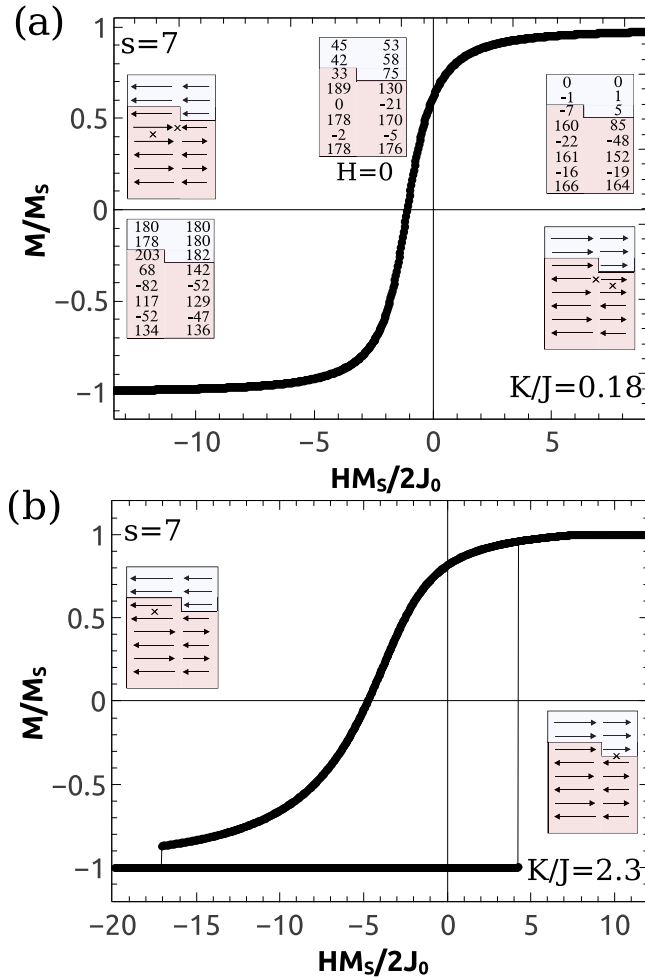 (a)
s=7
M/Mₛ
1
0.5
0
−0.5
−1
45 53
42 58
33 75
189 130
0 -21
178 170
-2 -5
178 176
H=0
0 0
-1 1
-7 5
160 85
-22 -48
161 152
-16 -19
166 164
180 180
178 180
203 182
68 142
-82 -52
117 129
-52 -47
134 136
K/J=0.18
−10 −5 0 5
HMₛ/2J₀
(b)
s=7
M/Mₛ
1
0.5
0
−0.5
−1
K/J=2.3
−20 −15 −10 −5 0 5 10
HMₛ/2J₀